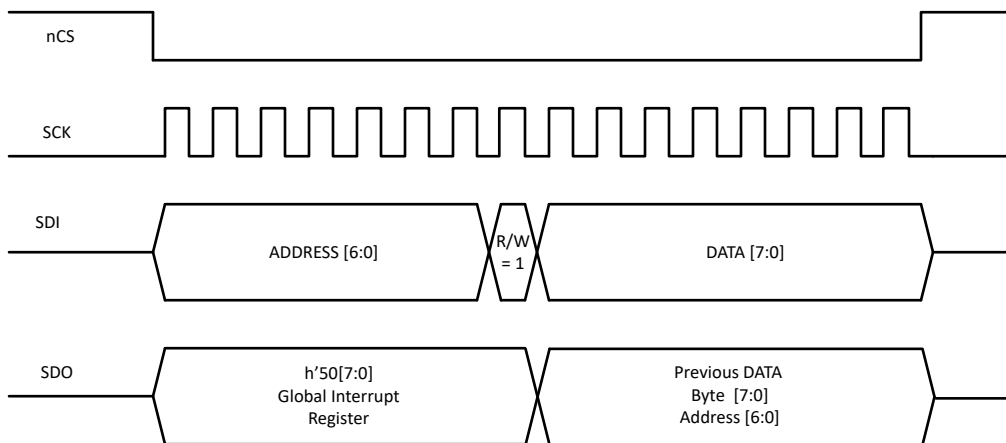 nCS
SCK
SDI
ADDRESS [6:0]
R/W
= 1
DATA [7:0]
SDO
h'50[7:0]
Global Interrupt
Register
Previous DATA
Byte [7:0]
Address [6:0]